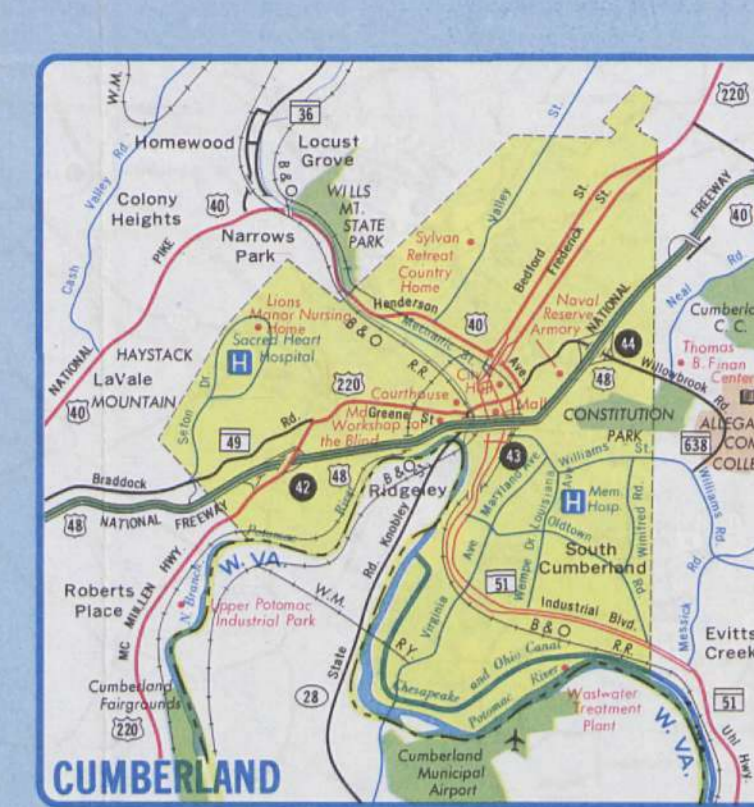 W.M.
Homewood
36
Locust
Grove
220
Cash Valley Rd
B & O
St.
Valley
Colony
Heights
40
WILLS
MT.
STATE
PARK
NATIONAL PIKE
Narrows
Park
Sylvan
Retreat
Country
Home
Bedford St.
Frederick St.
NATIONAL FREEWAY
40
Neal Rd
Lions
Manor Nursing
Home
Sacred Heart
Hospital
H
Henderson Ave
Mechanic St
B & O R.R.
40
Naval
Reserve
Armory
Cumberla
C. C.
44
Thomas
B. Finan
Center
HAYSTACK
MOUNTAIN
LaVale
40
Seton Dr
220
Courthouse
City
Hall
Mall
48
Willowbrook Rd
Greene St
Workshop for
the Blind
CONSTITUTION
PARK
ALLEGA
COM
COLLE
638
49
Braddock Rd.
48
NATIONAL FREEWAY
42
48
B & O
Ridgeley
43
Williams St.
Maryland Ave
Louisiana Ave
H
Mem.
Hosp.
Oldtown Rd
Winifred Rd.
Williams Rd.
Potomac River
W. VA.
Knobley Rd.
Wempe Dr.
South
Cumberland
MC MULLEN HWY.
Roberts
Place
N. Branch
Upper Potomac
Industrial Park
W.M. RY.
Virginia Ave
51
Industrial Blvd.
B & O R.R.
Messick Rd
Evitts
Creek
State
28
Chesapeake and Ohio Canal
Potomac River
Wastwater
Treatment
Plant
W. VA.
51
Uhl Hwy.
Cumberland
Fairgrounds
220
Cumberland
Municipal
Airport
CUMBERLAND